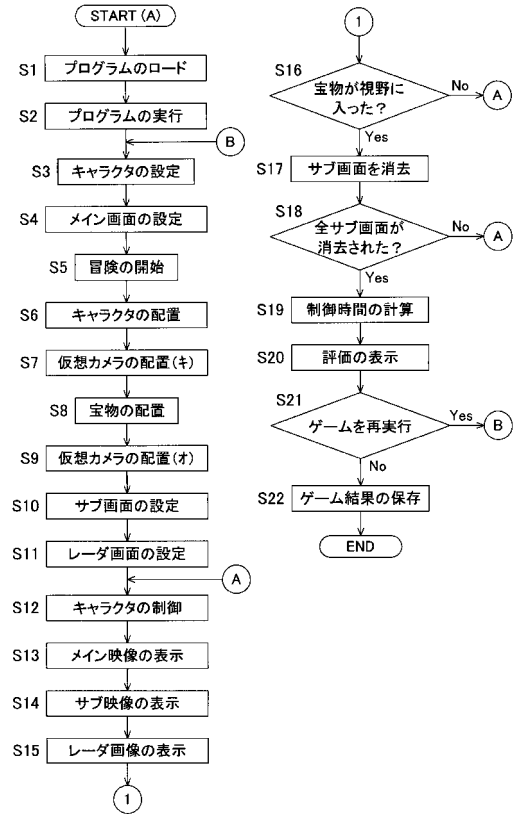 START (A)
S1 プログラムのロード
S2 プログラムの実行
B
S3 キャラクタの設定
S4 メイン画面の設定
S5 冒険の開始
S6 キャラクタの配置
S7 仮想カメラの配置(キ)
S8 宝物の配置
S9 仮想カメラの配置(オ)
S10 サブ画面の設定
S11 レーダ画面の設定
A
S12 キャラクタの制御
S13 メイン映像の表示
S14 サブ映像の表示
S15 レーダ画像の表示
1
1
S16
宝物が視野に
入った?
No
A
Yes
S17 サブ画面を消去
S18
全サブ画面が
消去された?
No
A
Yes
S19 制御時間の計算
S20 評価の表示
S21
ゲームを再実行
Yes
B
No
S22 ゲーム結果の保存
END